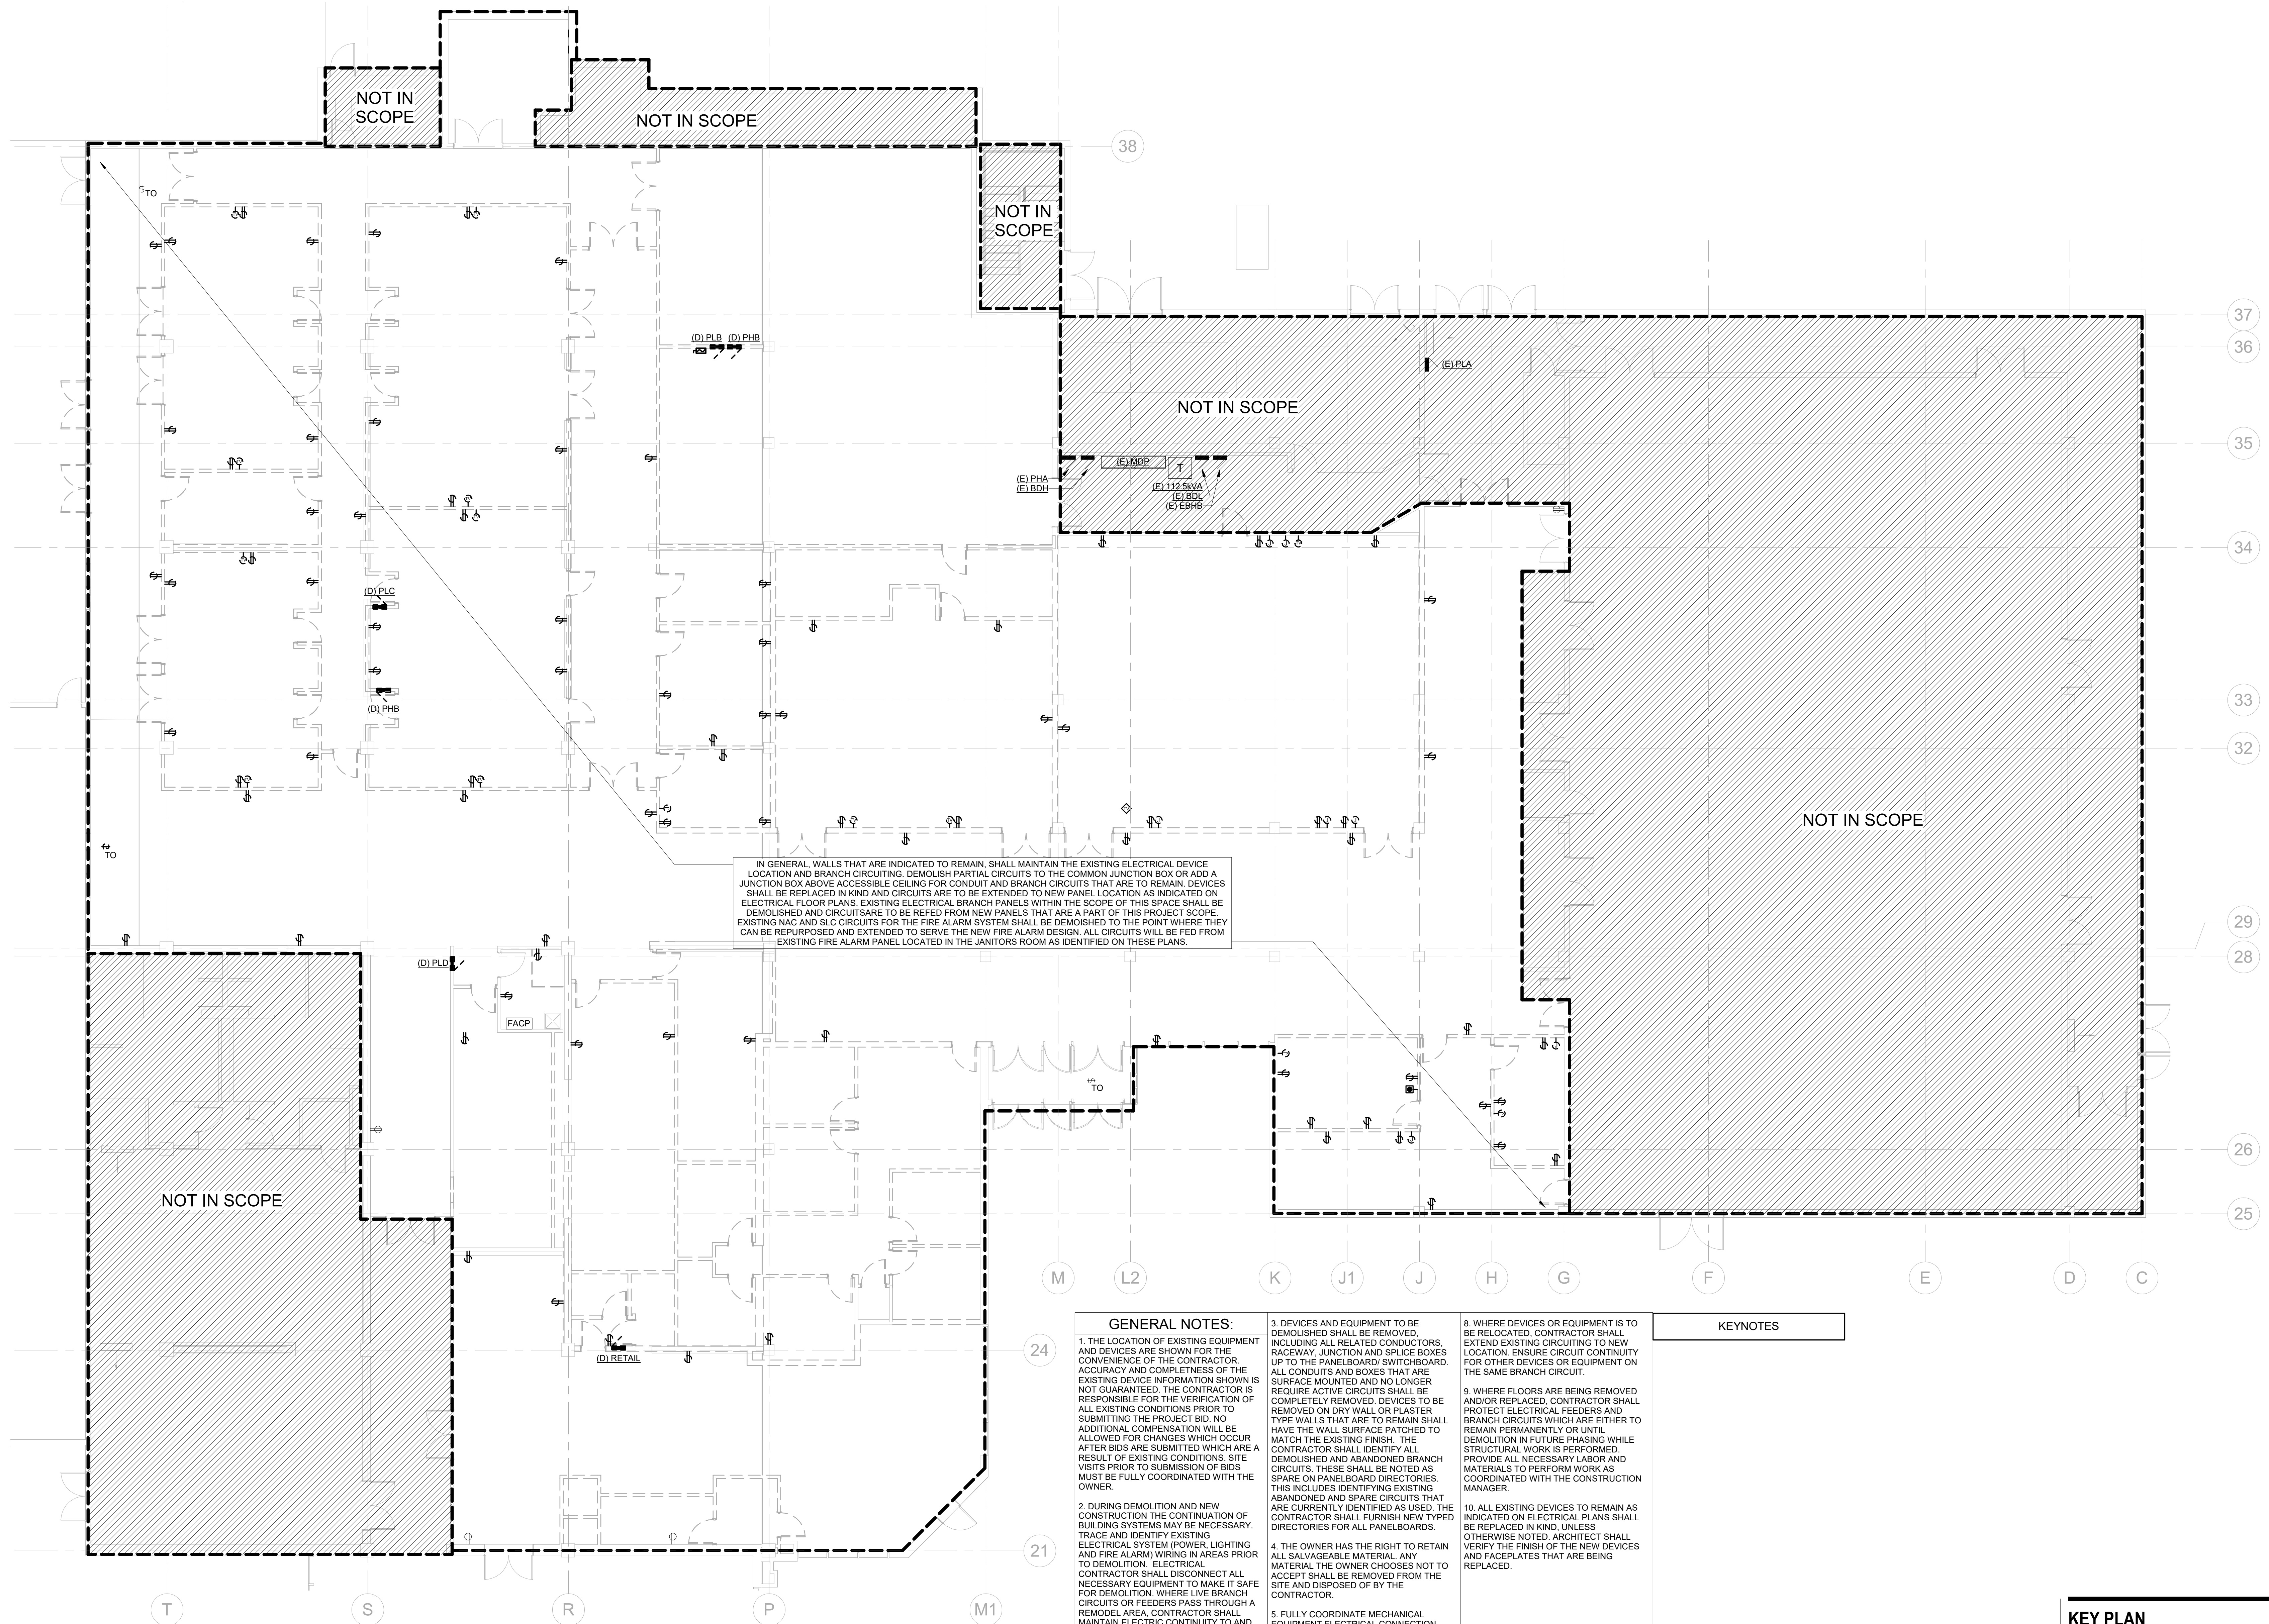 NOT IN
SCOPE
NOT IN SCOPE
38
TO
NOT IN
SCOPE
37
(D) PLB (D) PHB
36
(E) PLA
NOT IN SCOPE
35
(E) MDP
T
(E) PHA
(E) BDH
(E) 112.5kVA
(E) BDL
(E) EBHB
34
(D) PLC
33
(D) PHB
32
NOT IN SCOPE
TO
IN GENERAL, WALLS THAT ARE INDICATED TO REMAIN, SHALL MAINTAIN THE EXISTING ELECTRICAL DEVICE
LOCATION AND BRANCH CIRCUITING. DEMOLISH PARTIAL CIRCUITS TO THE COMMON JUNCTION BOX OR ADD A
JUNCTION BOX ABOVE ACCESSIBLE CEILING FOR CONDUIT AND BRANCH CIRCUITS THAT ARE TO REMAIN. DEVICES
SHALL BE REPLACED IN KIND AND CIRCUITS ARE TO BE EXTENDED TO NEW PANEL LOCATION AS INDICATED ON
ELECTRICAL FLOOR PLANS. EXISTING ELECTRICAL BRANCH PANELS WITHIN THE SCOPE OF THIS SPACE SHALL BE
DEMOLISHED AND CIRCUITSARE TO BE REFED FROM NEW PANELS THAT ARE A PART OF THIS PROJECT SCOPE.
EXISTING NAC AND SLC CIRCUITS FOR THE FIRE ALARM SYSTEM SHALL BE DEMOISHED TO THE POINT WHERE THEY
CAN BE REPURPOSED AND EXTENDED TO SERVE THE NEW FIRE ALARM DESIGN. ALL CIRCUITS WILL BE FED FROM
EXISTING FIRE ALARM PANEL LOCATED IN THE JANITORS ROOM AS IDENTIFIED ON THESE PLANS.
29
28
(D) PLD
FACP
TO
26
NOT IN SCOPE
25
M L2 K J1 J H G F E D C
24
(D) RETAIL
21
T S R P M1
GENERAL NOTES:
1. THE LOCATION OF EXISTING EQUIPMENT
AND DEVICES ARE SHOWN FOR THE
CONVENIENCE OF THE CONTRACTOR.
ACCURACY AND COMPLETNESS OF THE
EXISTING DEVICE INFORMATION SHOWN IS
NOT GUARANTEED. THE CONTRACTOR IS
RESPONSIBLE FOR THE VERIFICATION OF
ALL EXISTING CONDITIONS PRIOR TO
SUBMITTING THE PROJECT BID. NO
ADDITIONAL COMPENSATION WILL BE
ALLOWED FOR CHANGES WHICH OCCUR
AFTER BIDS ARE SUBMITTED WHICH ARE A
RESULT OF EXISTING CONDITIONS. SITE
VISITS PRIOR TO SUBMISSION OF BIDS
MUST BE FULLY COORDINATED WITH THE
OWNER.
2. DURING DEMOLITION AND NEW
CONSTRUCTION THE CONTINUATION OF
BUILDING SYSTEMS MAY BE NECESSARY.
TRACE AND IDENTIFY EXISTING
ELECTRICAL SYSTEM (POWER, LIGHTING
AND FIRE ALARM) WIRING IN AREAS PRIOR
TO DEMOLITION. ELECTRICAL
CONTRACTOR SHALL DISCONNECT ALL
NECESSARY EQUIPMENT TO MAKE IT SAFE
FOR DEMOLITION. WHERE LIVE BRANCH
CIRCUITS OR FEEDERS PASS THROUGH A
REMODEL AREA, CONTRACTOR SHALL
MAINTAIN ELECTRIC CONTINUITY TO AND
3. DEVICES AND EQUIPMENT TO BE
DEMOLISHED SHALL BE REMOVED,
INCLUDING ALL RELATED CONDUCTORS,
RACEWAY, JUNCTION AND SPLICE BOXES
UP TO THE PANELBOARD/ SWITCHBOARD.
ALL CONDUITS AND BOXES THAT ARE
SURFACE MOUNTED AND NO LONGER
REQUIRE ACTIVE CIRCUITS SHALL BE
COMPLETELY REMOVED. DEVICES TO BE
REMOVED ON DRY WALL OR PLASTER
TYPE WALLS THAT ARE TO REMAIN SHALL
HAVE THE WALL SURFACE PATCHED TO
MATCH THE EXISTING FINISH. THE
CONTRACTOR SHALL IDENTIFY ALL
DEMOLISHED AND ABANDONED BRANCH
CIRCUITS. THESE SHALL BE NOTED AS
SPARE ON PANELBOARD DIRECTORIES.
THIS INCLUDES IDENTIFYING EXISTING
ABANDONED AND SPARE CIRCUITS THAT
ARE CURRENTLY IDENTIFIED AS USED. THE
CONTRACTOR SHALL FURNISH NEW TYPED
DIRECTORIES FOR ALL PANELBOARDS.
4. THE OWNER HAS THE RIGHT TO RETAIN
ALL SALVAGEABLE MATERIAL. ANY
MATERIAL THE OWNER CHOOSES NOT TO
ACCEPT SHALL BE REMOVED FROM THE
SITE AND DISPOSED OF BY THE
CONTRACTOR.
5. FULLY COORDINATE MECHANICAL
EQUIPMENT ELECTRICAL CONNECTION
8. WHERE DEVICES OR EQUIPMENT IS TO
BE RELOCATED, CONTRACTOR SHALL
EXTEND EXISTING CIRCUITING TO NEW
LOCATION. ENSURE CIRCUIT CONTINUITY
FOR OTHER DEVICES OR EQUIPMENT ON
THE SAME BRANCH CIRCUIT.
9. WHERE FLOORS ARE BEING REMOVED
AND/OR REPLACED, CONTRACTOR SHALL
PROTECT ELECTRICAL FEEDERS AND
BRANCH CIRCUITS WHICH ARE EITHER TO
REMAIN PERMANENTLY OR UNTIL
DEMOLITION IN FUTURE PHASING WHILE
STRUCTURAL WORK IS PERFORMED.
PROVIDE ALL NECESSARY LABOR AND
MATERIALS TO PERFORM WORK AS
COORDINATED WITH THE CONSTRUCTION
MANAGER.
10. ALL EXISTING DEVICES TO REMAIN AS
INDICATED ON ELECTRICAL PLANS SHALL
BE REPLACED IN KIND, UNLESS
OTHERWISE NOTED. ARCHITECT SHALL
VERIFY THE FINISH OF THE NEW DEVICES
AND FACEPLATES THAT ARE BEING
REPLACED.
KEYNOTES
KEY PLAN